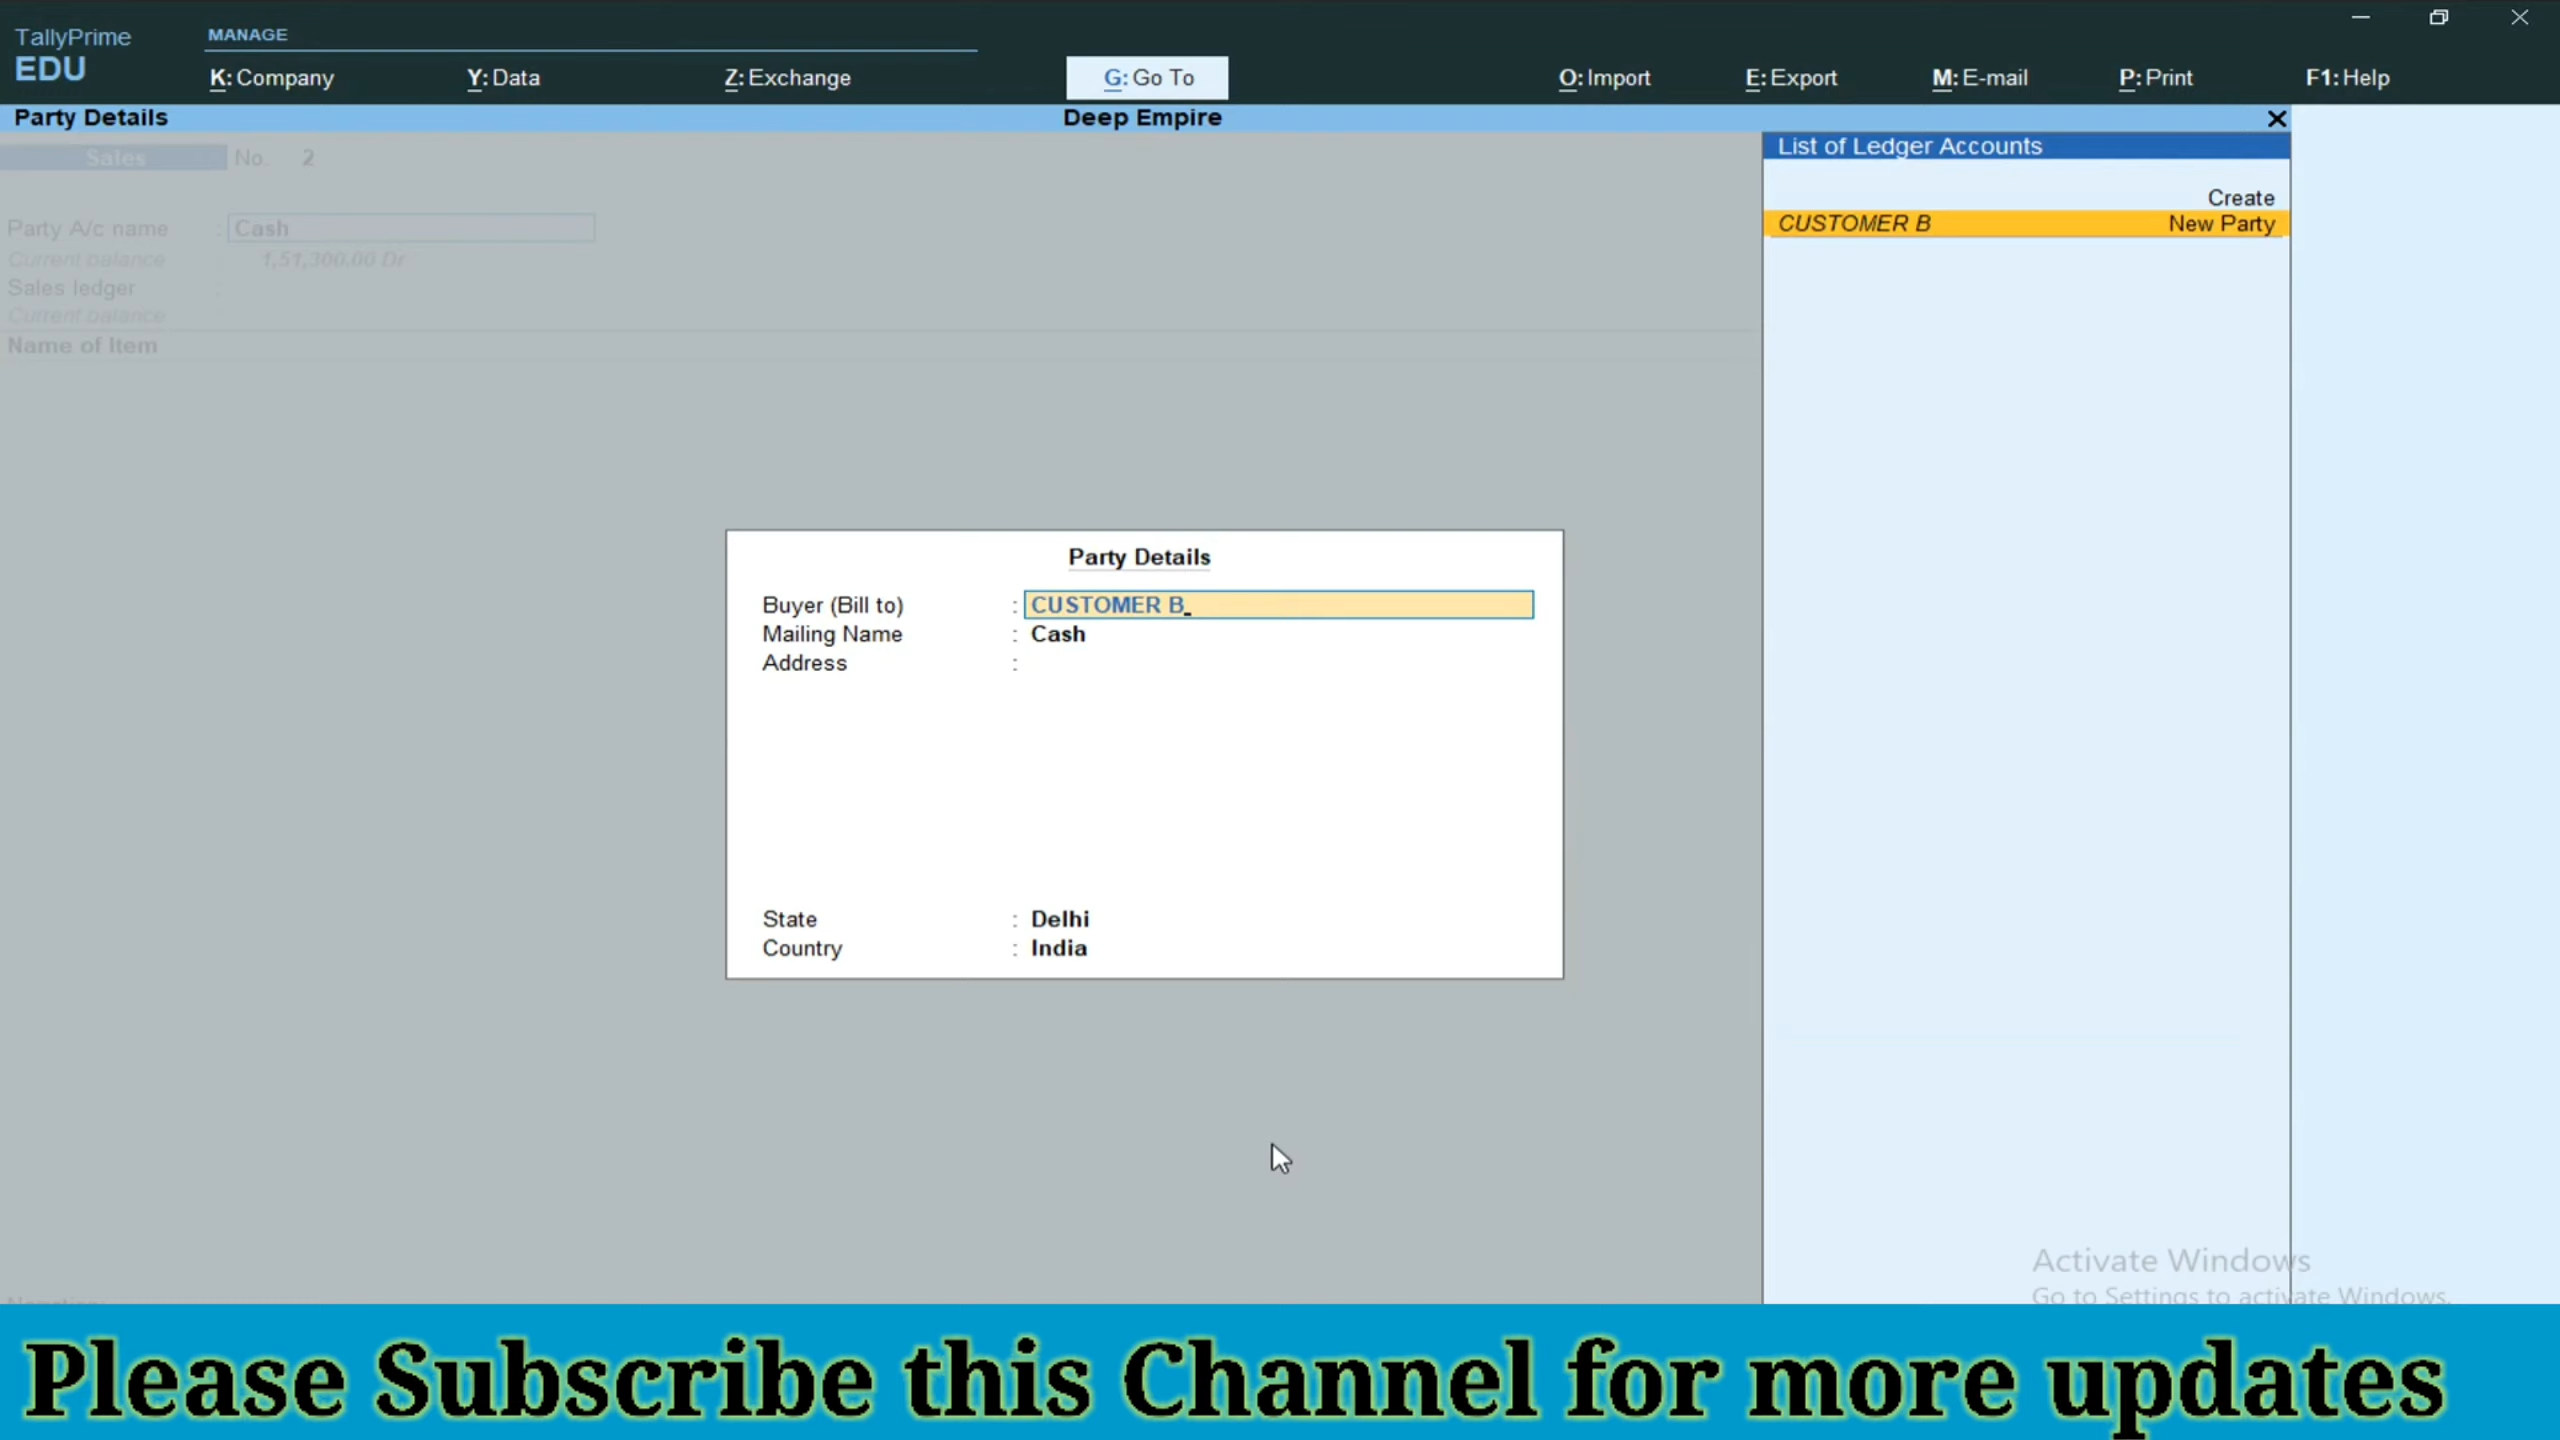 TallyPrime
EDU
MANAGE
K: Company
Y: Data
Z: Exchange
G: Go To
O: Import
E: Export
M: E-mail
P: Print
F1: Help
Party Details
Deep Empire
Sales No. 2
Party A/c name : Cash
Current balance : 1,51,300.00 Dr
Sales ledger :
Current balance :
Name of Item
List of Ledger Accounts
Create
CUSTOMER B New Party
Party Details
Buyer (Bill to) : CUSTOMER B
Mailing Name : Cash
Address :
State : Delhi
Country : India
Activate Windows
Go to Settings to activate Windows.
Please Subscribe this Channel for more updates